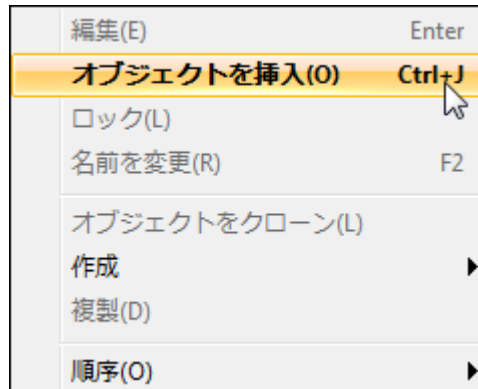 編集(E) Enter
オブジェクトを挿入(O) Ctrl+J
ロック(L)
名前を変更(R) F2
オブジェクトをクローン(L)
作成
複製(D)
順序(O)